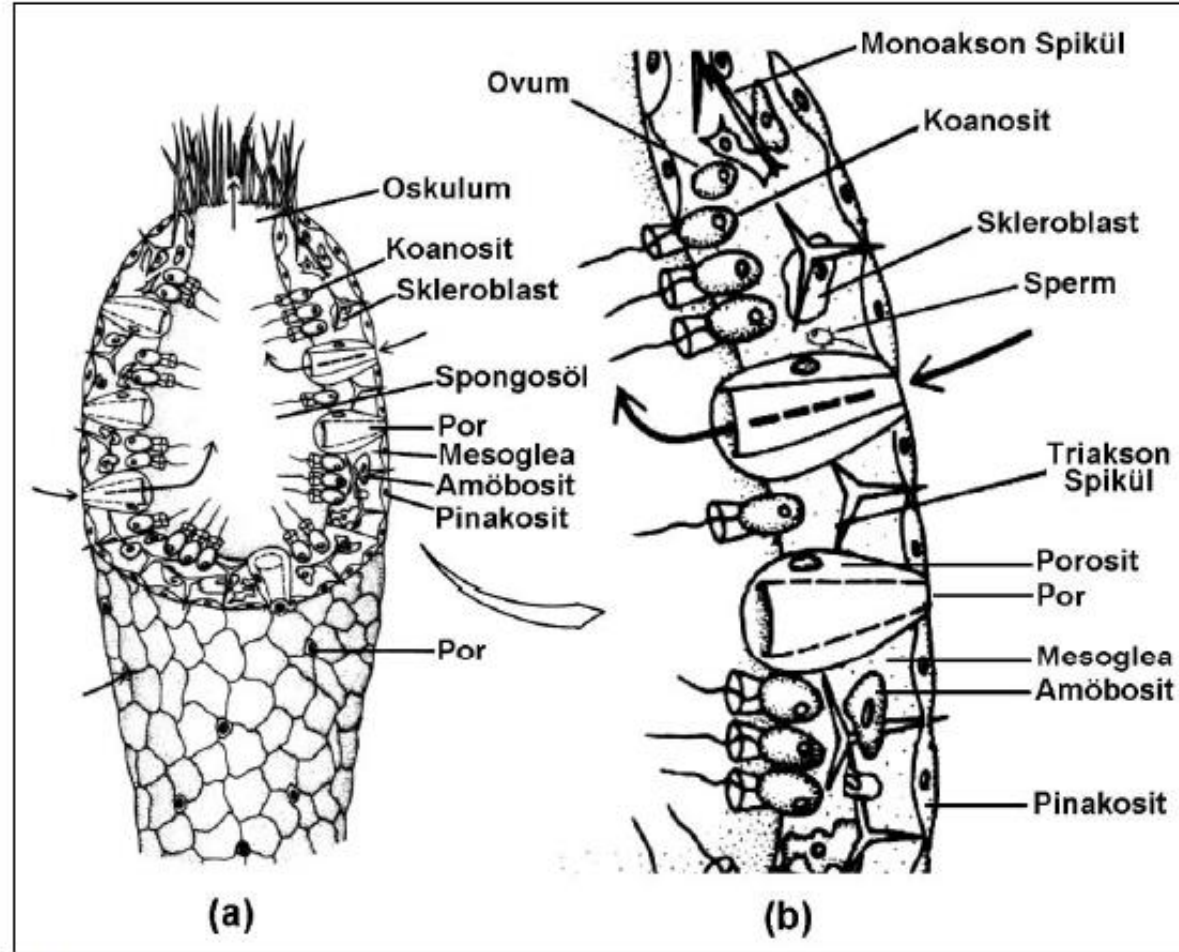 Oskulum
Koanosit
Skleroblast
Spongosöl
Por
Mesoglea
Amöbosit
Pinakosit
Por
(a)
Monoakson Spikül
Ovum
Koanosit
Skleroblast
Sperm
Triakson
Spikül
Porosit
Por
Mesoglea
Amöbosit
Pinakosit
(b)